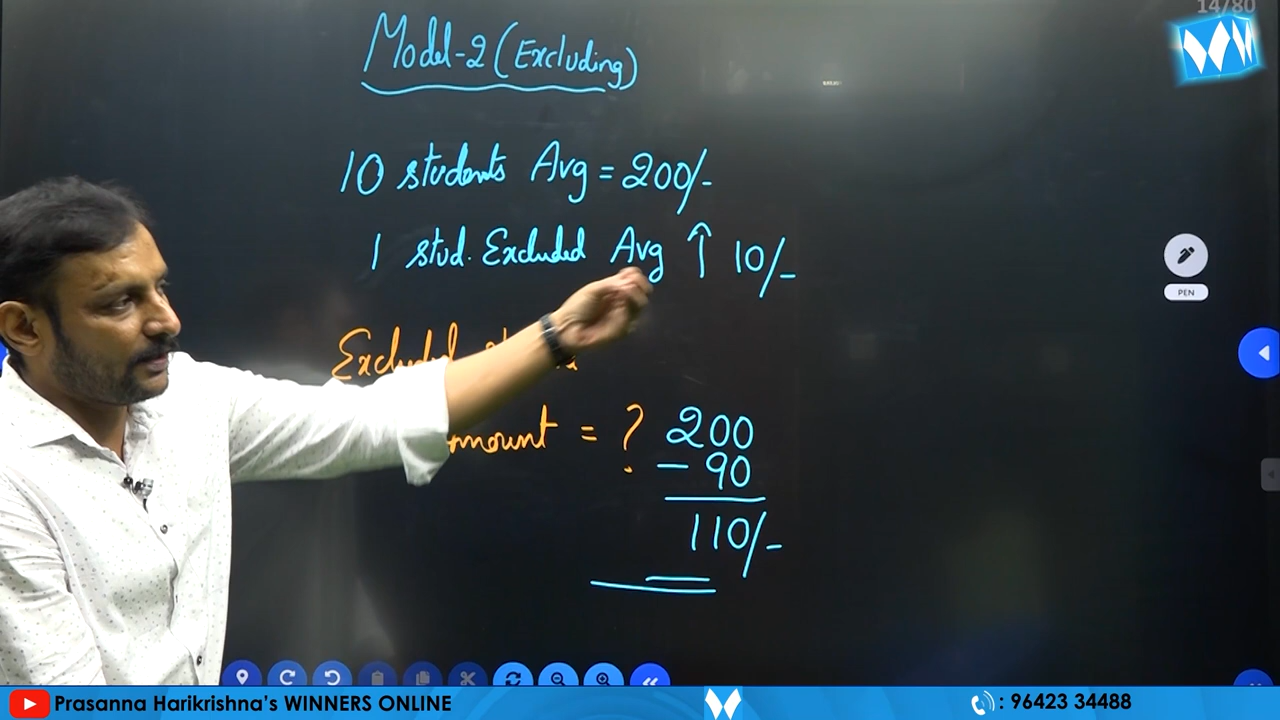 14/80
Model-2 (Excluding)
10 students Avg = 200/-
1 stud. Excluded Avg ↑ 10/-
Excluded
mount = ? 200
- 90
110/-
PEN
Prasanna Harikrishna's WINNERS ONLINE
: 96423 34488